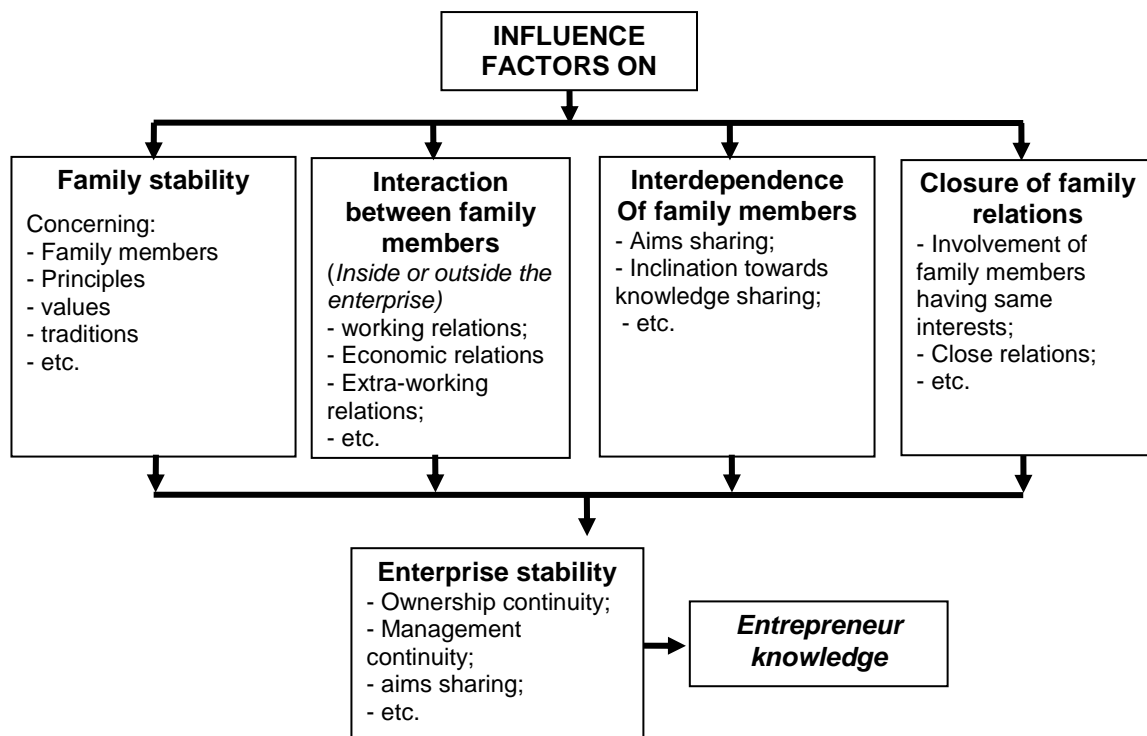 INFLUENCE
FACTORS ON
Family stability
Concerning:
- Family members
- Principles
- values
- traditions
- etc.
Interaction
between family
members
(Inside or outside the
enterprise)
- working relations;
- Economic relations
- Extra-working
relations;
- etc.
Interdependence
Of family members
- Aims sharing;
- Inclination towards
knowledge sharing;
- etc.
Closure of family
relations
- Involvement of
family members
having same
interests;
- Close relations;
- etc.
Enterprise stability
- Ownership continuity;
- Management
continuity;
- aims sharing;
- etc.
Entrepreneur
knowledge